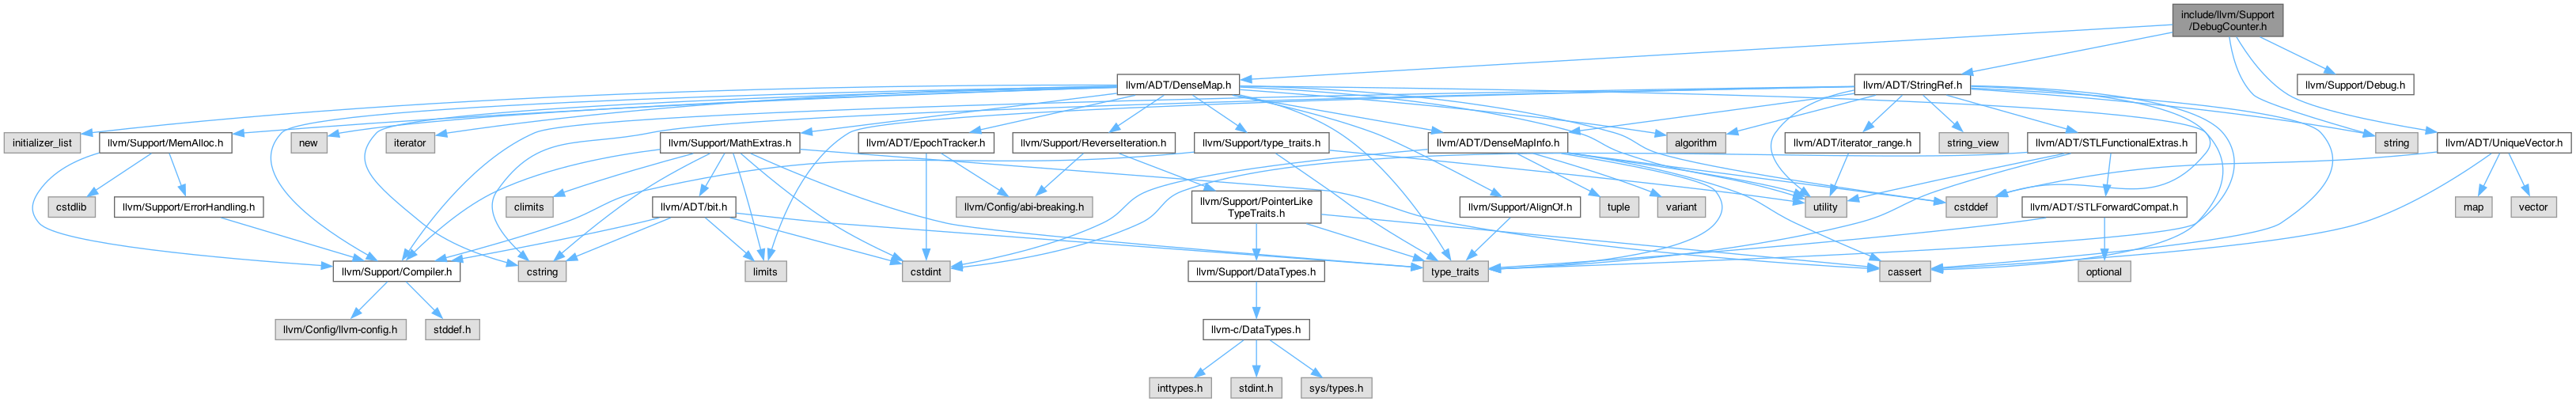 include/llvm/Support
/DebugCounter.h
llvm/ADT/DenseMap.h
llvm/ADT/StringRef.h
llvm/Support/Debug.h
initializer_list
llvm/Support/MemAlloc.h
new
iterator
llvm/Support/MathExtras.h
llvm/ADT/EpochTracker.h
llvm/Support/ReverseIteration.h
llvm/Support/type_traits.h
llvm/ADT/DenseMapInfo.h
algorithm
llvm/ADT/iterator_range.h
string_view
llvm/ADT/STLFunctionalExtras.h
string
llvm/ADT/UniqueVector.h
cstdlib
llvm/Support/ErrorHandling.h
climits
llvm/ADT/bit.h
llvm/Config/abi-breaking.h
llvm/Support/PointerLike
TypeTraits.h
llvm/Support/AlignOf.h
tuple
variant
utility
cstddef
llvm/ADT/STLForwardCompat.h
map
vector
llvm/Support/Compiler.h
cstring
limits
cstdint
llvm/Support/DataTypes.h
type_traits
cassert
optional
llvm/Config/llvm-config.h
stddef.h
llvm-c/DataTypes.h
inttypes.h
stdint.h
sys/types.h